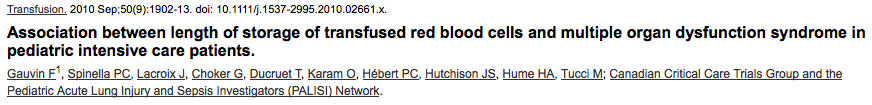 Transfusion. 2010 Sep;50(9):1902-13. doi: 10.1111/j.1537-2995.2010.02661.x.
Association between length of storage of transfused red blood cells and multiple organ dysfunction syndrome in
pediatric intensive care patients.
Gauvin F1, Spinella PC, Lacroix J, Choker G, Ducruet T, Karam O, Hébert PC, Hutchison JS, Hume HA, Tucci M; Canadian Critical Care Trials Group and the
Pediatric Acute Lung Injury and Sepsis Investigators (PALISI) Network.